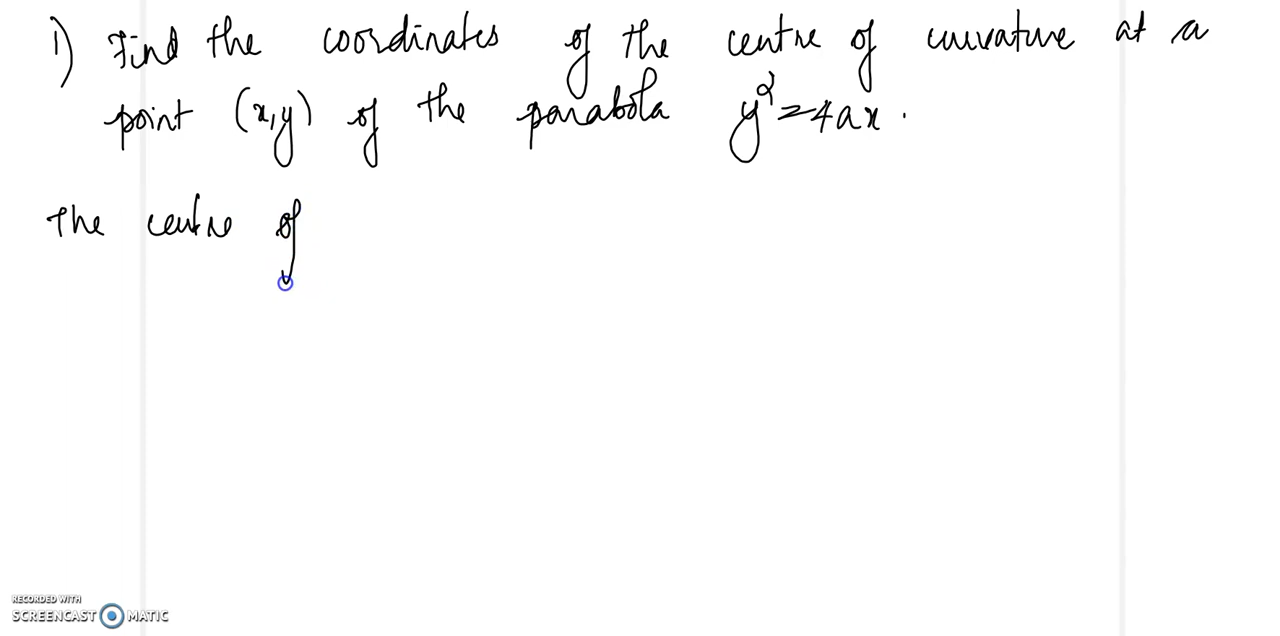 1) Find the coordinates of the centre of curvature at a
point (x,y) of the parabola y²=4ax.
The centre of
RECORDED WITH
SCREENCAST MATIC